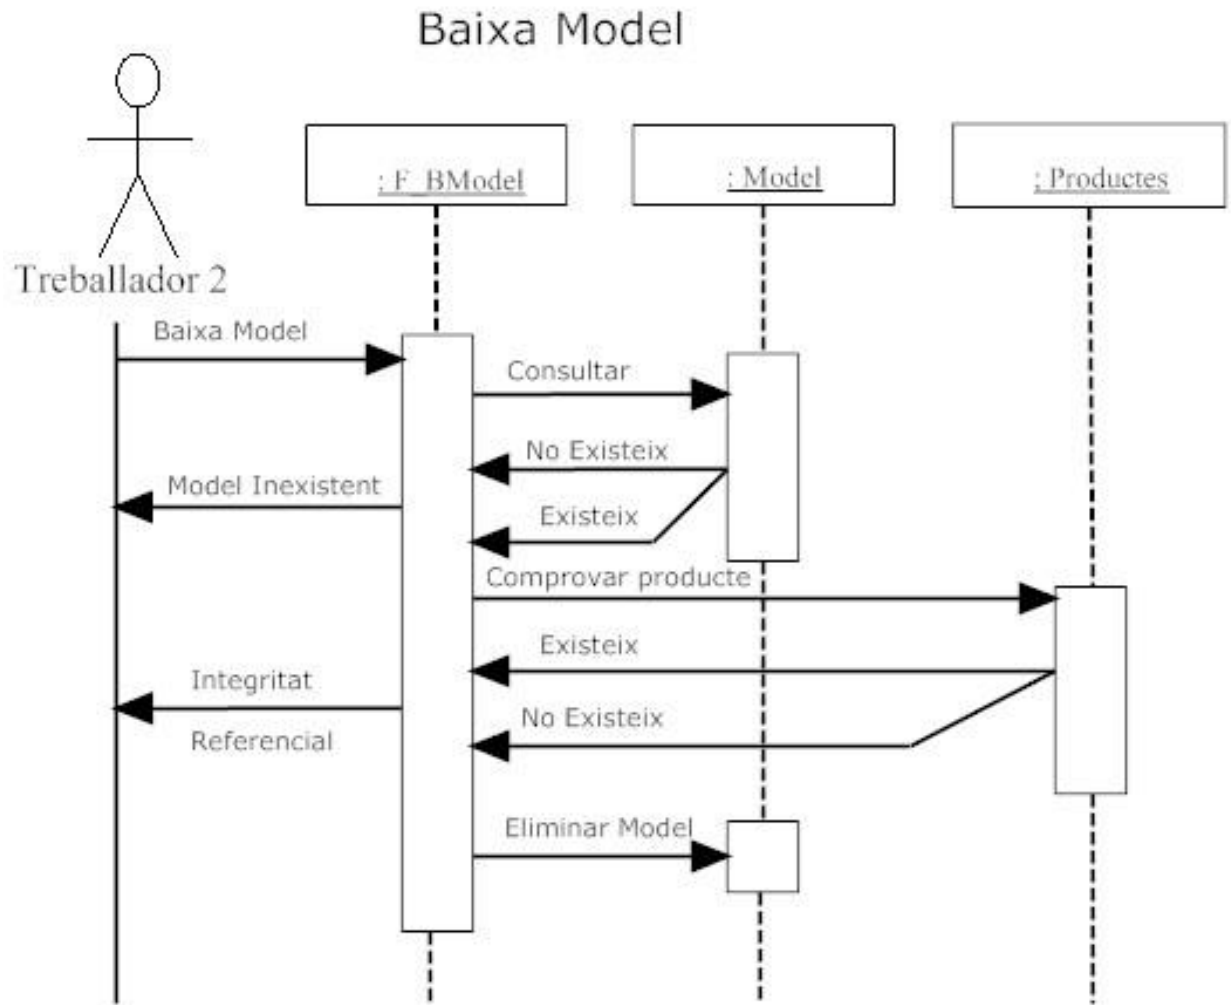 Baixa Model
: F_BModel
: Model
: Productes
Treballador 2
Baixa Model
Consultar
No Existeix
Model Inexistent
Existeix
Comprovar producte
Existeix
Integritat
Referencial
No Existeix
Eliminar Model